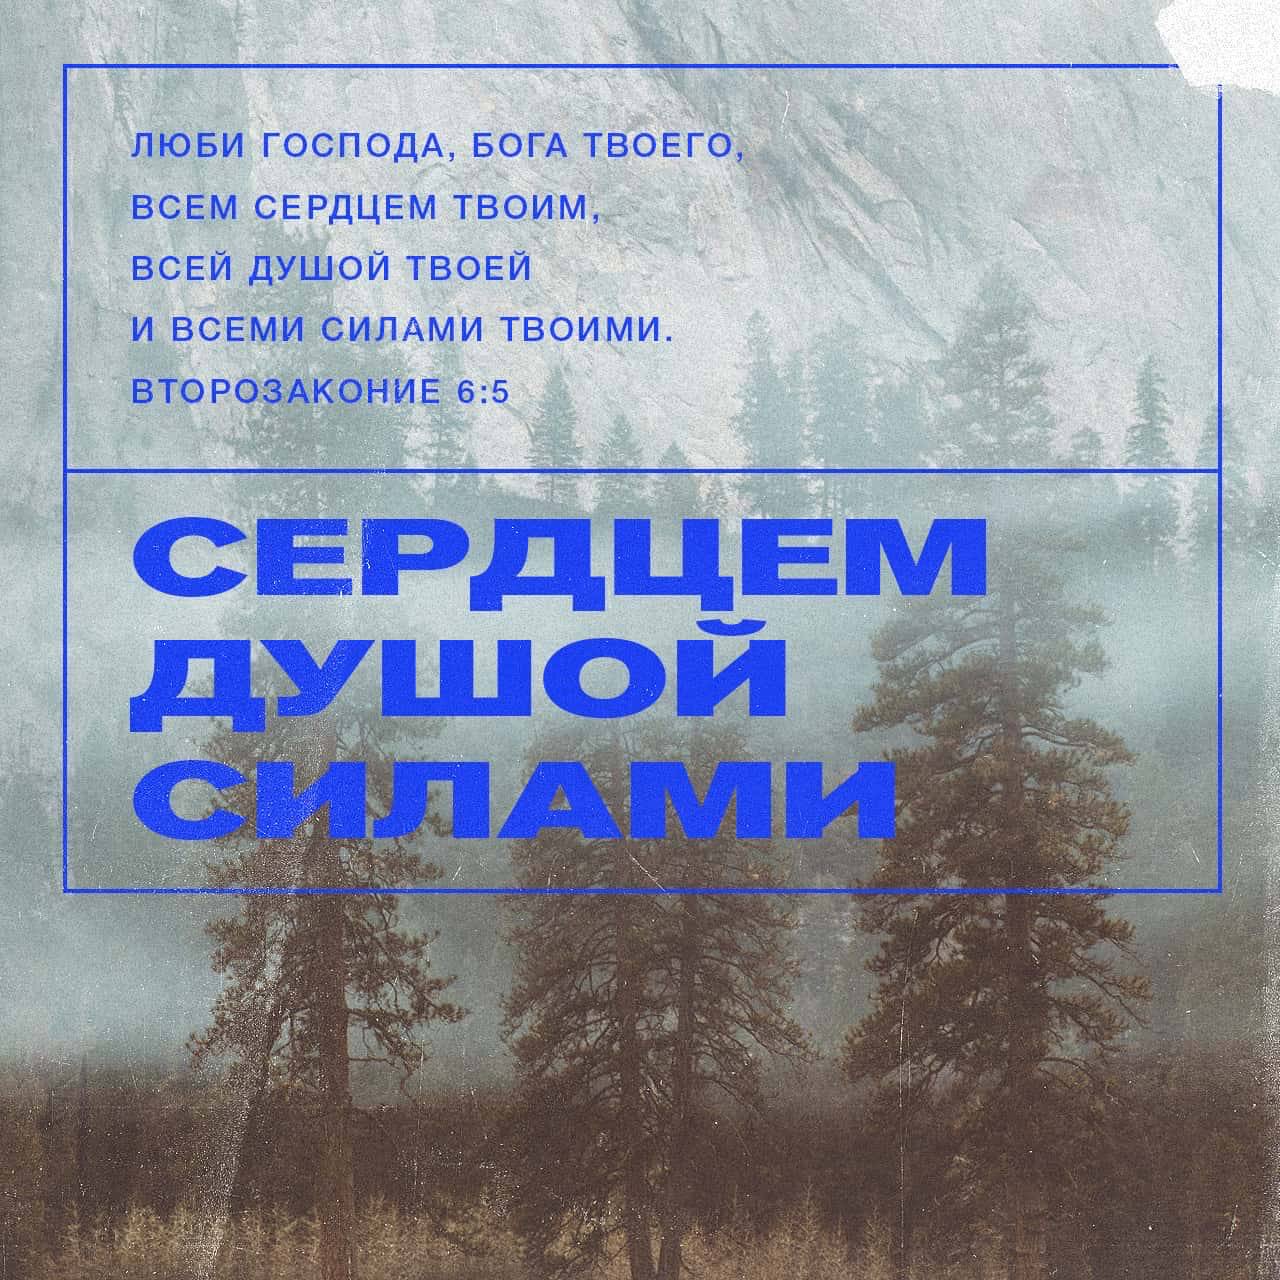 ЛЮБИ ГОСПОДА, БОГА ТВОЕГО,
ВСЕМ СЕРДЦЕМ ТВОИМ,
ВСЕЙ ДУШОЙ ТВОЕЙ
И ВСЕМИ СИЛАМИ ТВОИМИ.
ВТОРОЗАКОНИЕ 6:5
СЕРДЦЕМ
ДУШОЙ
СИЛАМИ